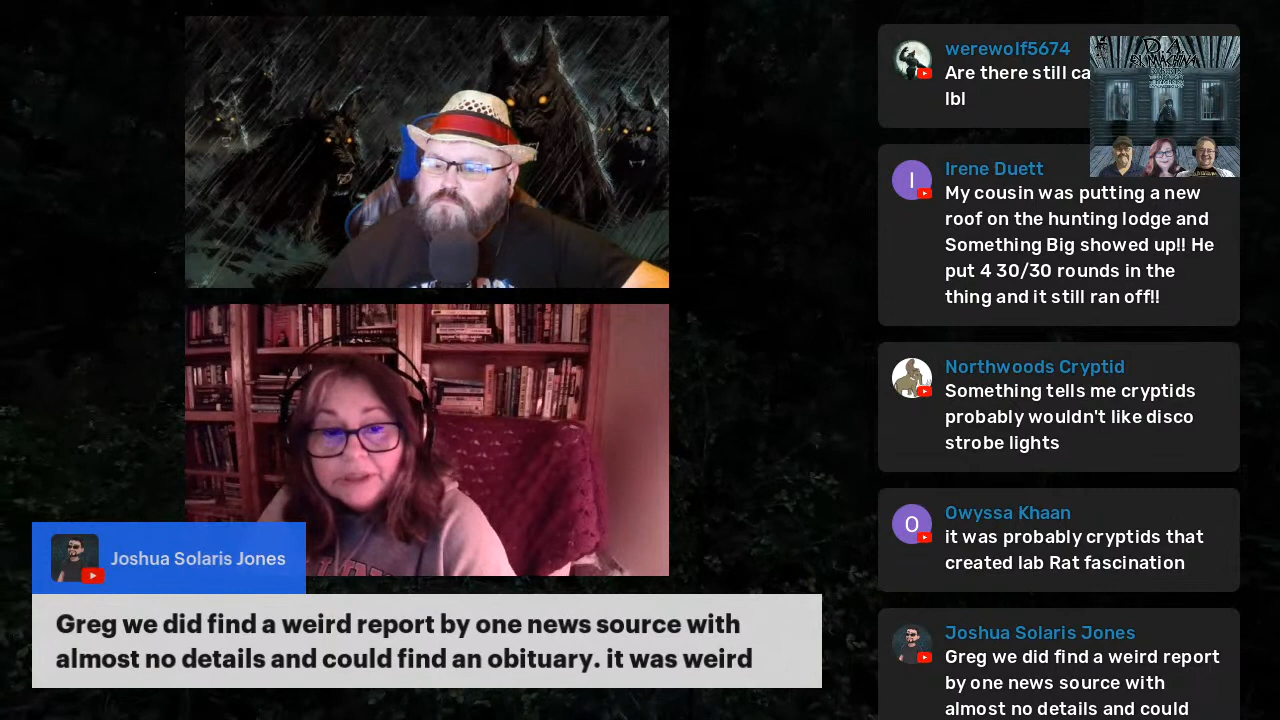 werewolf5674
Are there still ca
lbl
Irene Duett
I
My cousin was putting a new
roof on the hunting lodge and
Something Big showed up!! He
put 4 30/30 rounds in the
thing and it still ran off!!
Northwoods Cryptid
Something tells me cryptids
probably wouldn't like disco
strobe lights
Owyssa Khaan
O
it was probably cryptids that
created lab Rat fascination
Joshua Solaris Jones
Greg we did find a weird report
by one news source with
almost no details and could
Joshua Solaris Jones
Greg we did find a weird report by one news source with
almost no details and could find an obituary. it was weird